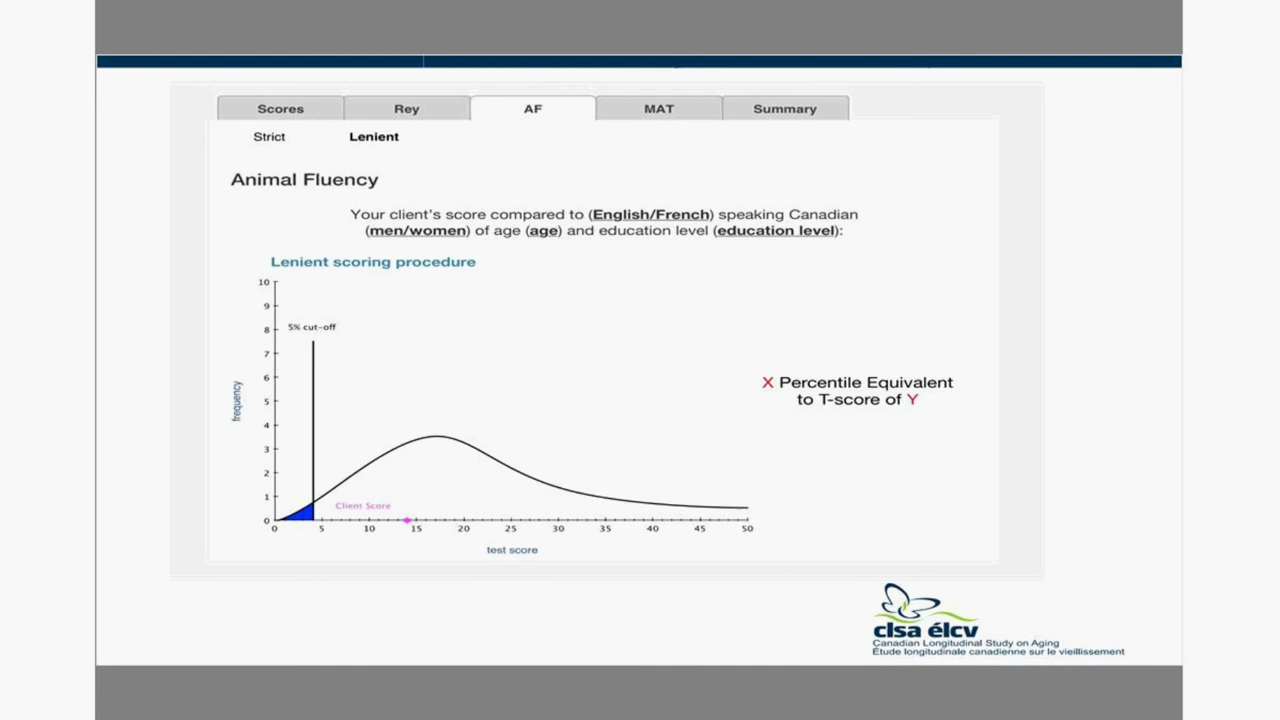 Scores Rey AF MAT Summary
Strict Lenient
Animal Fluency
Your client's score compared to (English/French) speaking Canadian
(men/women) of age (age) and education level (education level):
Lenient scoring procedure
10
9
8
7
6
5
4
3
2
1
0
frequency
5% cut-off
Client Score
0 5 10 15 20 25 30 35 40 45 50
test score
X Percentile Equivalent
to T-score of Y
clsa élcv
Canadian Longitudinal Study on Aging
Étude longitudinale canadienne sur le vieillissement